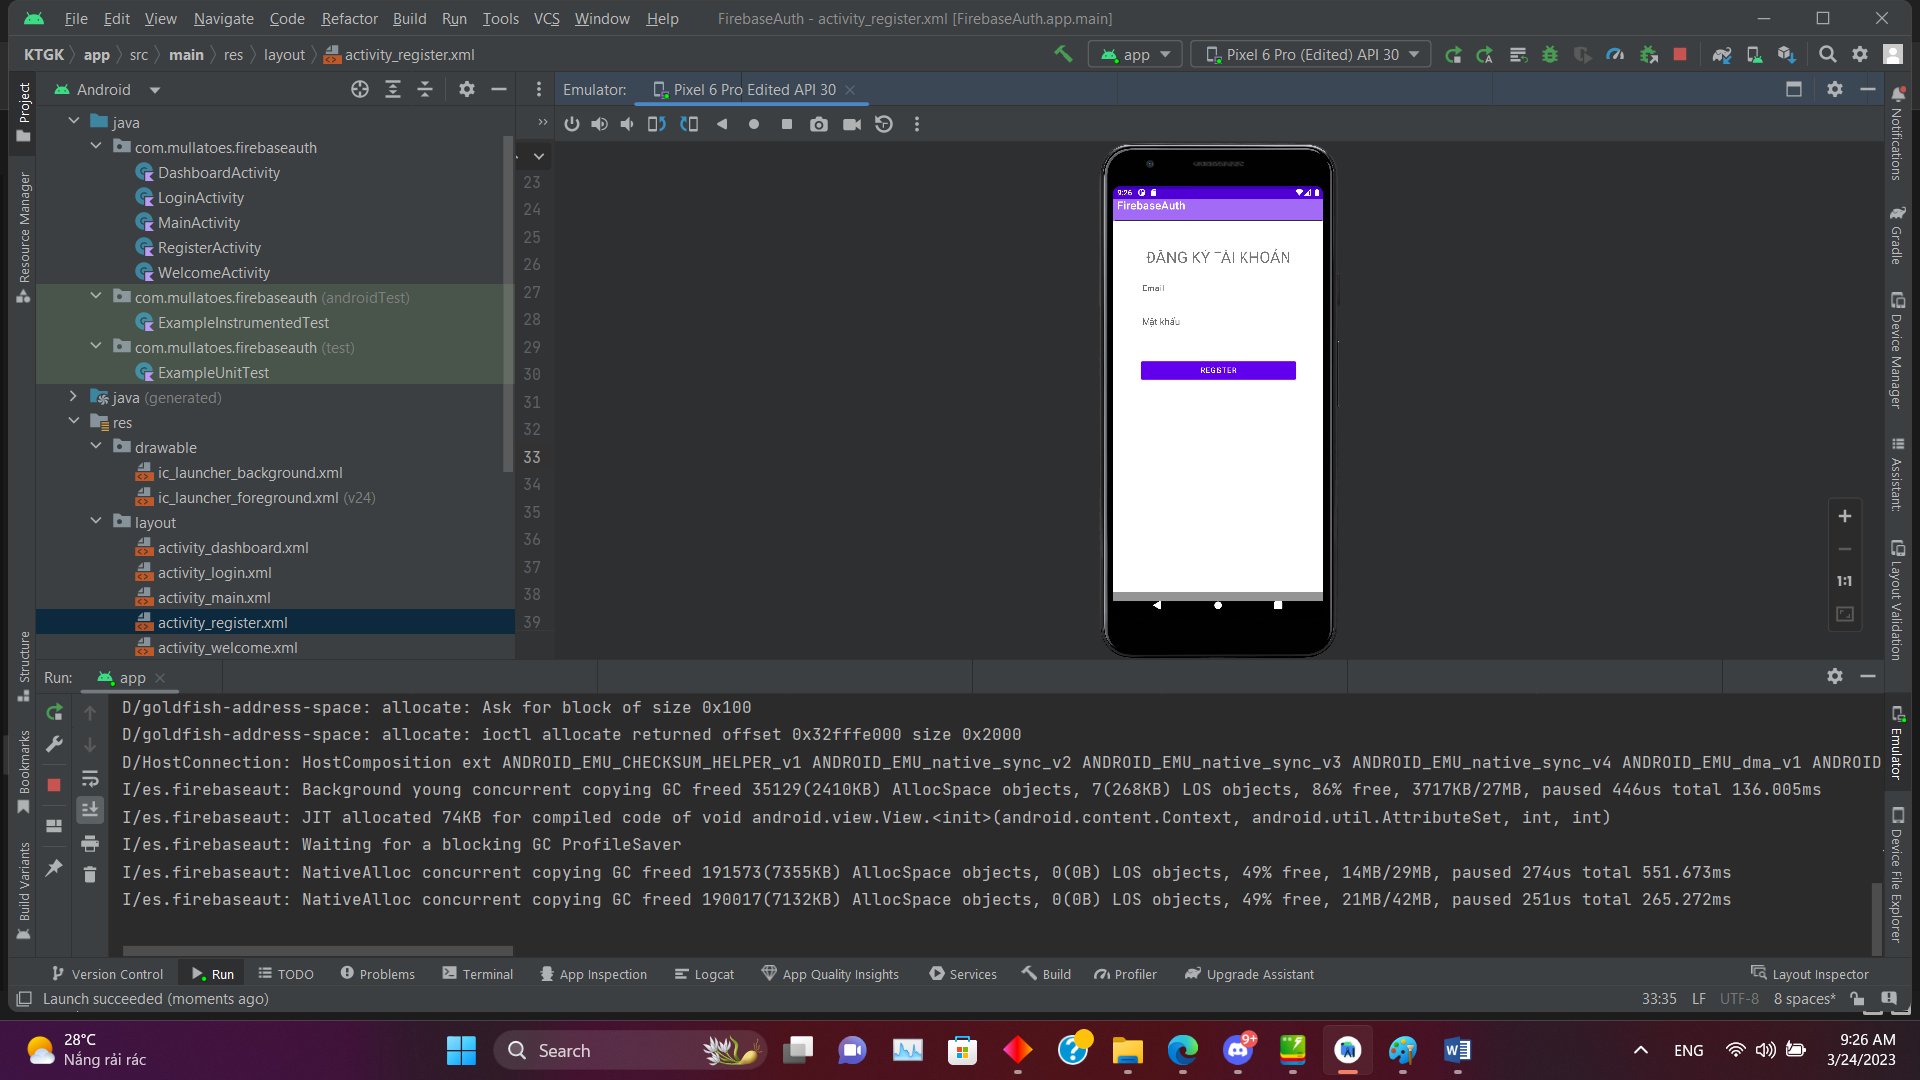 File Edit View Navigate Code Refactor Build Run Tools VCS Window Help FirebaseAuth - activity_register.xml [FirebaseAuth.app.main]
KTGK app src main res layout activity_register.xml app Pixel 6 Pro (Edited) API 30
Project
Resource Manager
Structure
Bookmarks
Build Variants
Android
java
com.mullatoes.firebaseauth
DashboardActivity
LoginActivity
MainActivity
RegisterActivity
WelcomeActivity
com.mullatoes.firebaseauth (androidTest)
ExampleInstrumentedTest
com.mullatoes.firebaseauth (test)
ExampleUnitTest
java (generated)
res
drawable
ic_launcher_background.xml
ic_launcher_foreground.xml (v24)
layout
activity_dashboard.xml
activity_login.xml
activity_main.xml
activity_register.xml
activity_welcome.xml
23
24
25
26
27
28
29
30
31
32
33
34
35
36
37
38
39
Emulator: Pixel 6 Pro Edited API 30
9:26
FirebaseAuth
ĐĂNG KÝ TÀI KHOẢN
Email
Mật khẩu
REGISTER
1:1
Notifications
Gradle
Device Manager
Assistant:
Layout Validation
Emulator
Device File Explorer
Run: app
D/goldfish-address-space: allocate: Ask for block of size 0x100
D/goldfish-address-space: allocate: ioctl allocate returned offset 0x32fffe000 size 0x2000
D/HostConnection: HostComposition ext ANDROID_EMU_CHECKSUM_HELPER_v1 ANDROID_EMU_native_sync_v2 ANDROID_EMU_native_sync_v3 ANDROID_EMU_native_sync_v4 ANDROID_EMU_dma_v1 ANDROID
I/es.firebaseaut: Background young concurrent copying GC freed 35129(2410KB) AllocSpace objects, 7(268KB) LOS objects, 86% free, 3717KB/27MB, paused 446us total 136.005ms
I/es.firebaseaut: JIT allocated 74KB for compiled code of void android.view.View.<init>(android.content.Context, android.util.AttributeSet, int, int)
I/es.firebaseaut: Waiting for a blocking GC ProfileSaver
I/es.firebaseaut: NativeAlloc concurrent copying GC freed 191573(7355KB) AllocSpace objects, 0(0B) LOS objects, 49% free, 14MB/29MB, paused 274us total 551.673ms
I/es.firebaseaut: NativeAlloc concurrent copying GC freed 190017(7132KB) AllocSpace objects, 0(0B) LOS objects, 49% free, 21MB/42MB, paused 251us total 265.272ms
Version Control Run TODO Problems Terminal App Inspection Logcat App Quality Insights Services Build Profiler Upgrade Assistant Layout Inspector
Launch succeeded (moments ago) 33:35 LF UTF-8 8 spaces*
28°C
Nắng rải rác
Search
9+
ENG
9:26 AM
3/24/2023